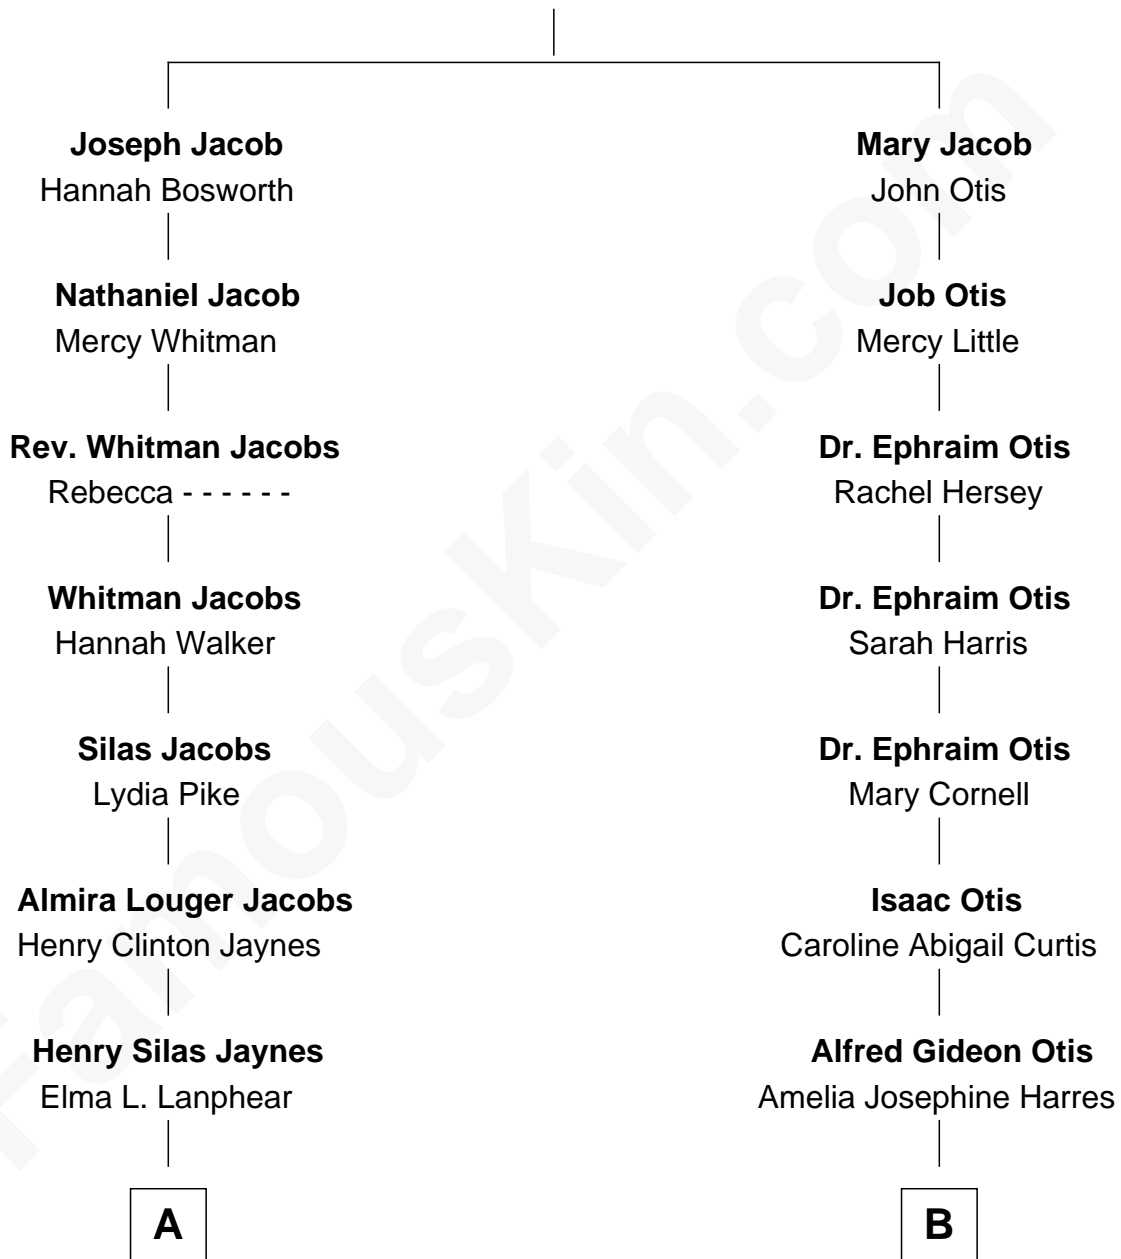 Joseph Jacob
Hannah Bosworth
Nathaniel Jacob
Mercy Whitman
Rev. Whitman Jacobs
Rebecca - - - - - -
Whitman Jacobs
Hannah Walker
Silas Jacobs
Lydia Pike
Almira Louger Jacobs
Henry Clinton Jaynes
Henry Silas Jaynes
Elma L. Lanphear
A
Mary Jacob
John Otis
Job Otis
Mercy Little
Dr. Ephraim Otis
Rachel Hersey
Dr. Ephraim Otis
Sarah Harris
Dr. Ephraim Otis
Mary Cornell
Isaac Otis
Caroline Abigail Curtis
Alfred Gideon Otis
Amelia Josephine Harres
B
FamousKin.com